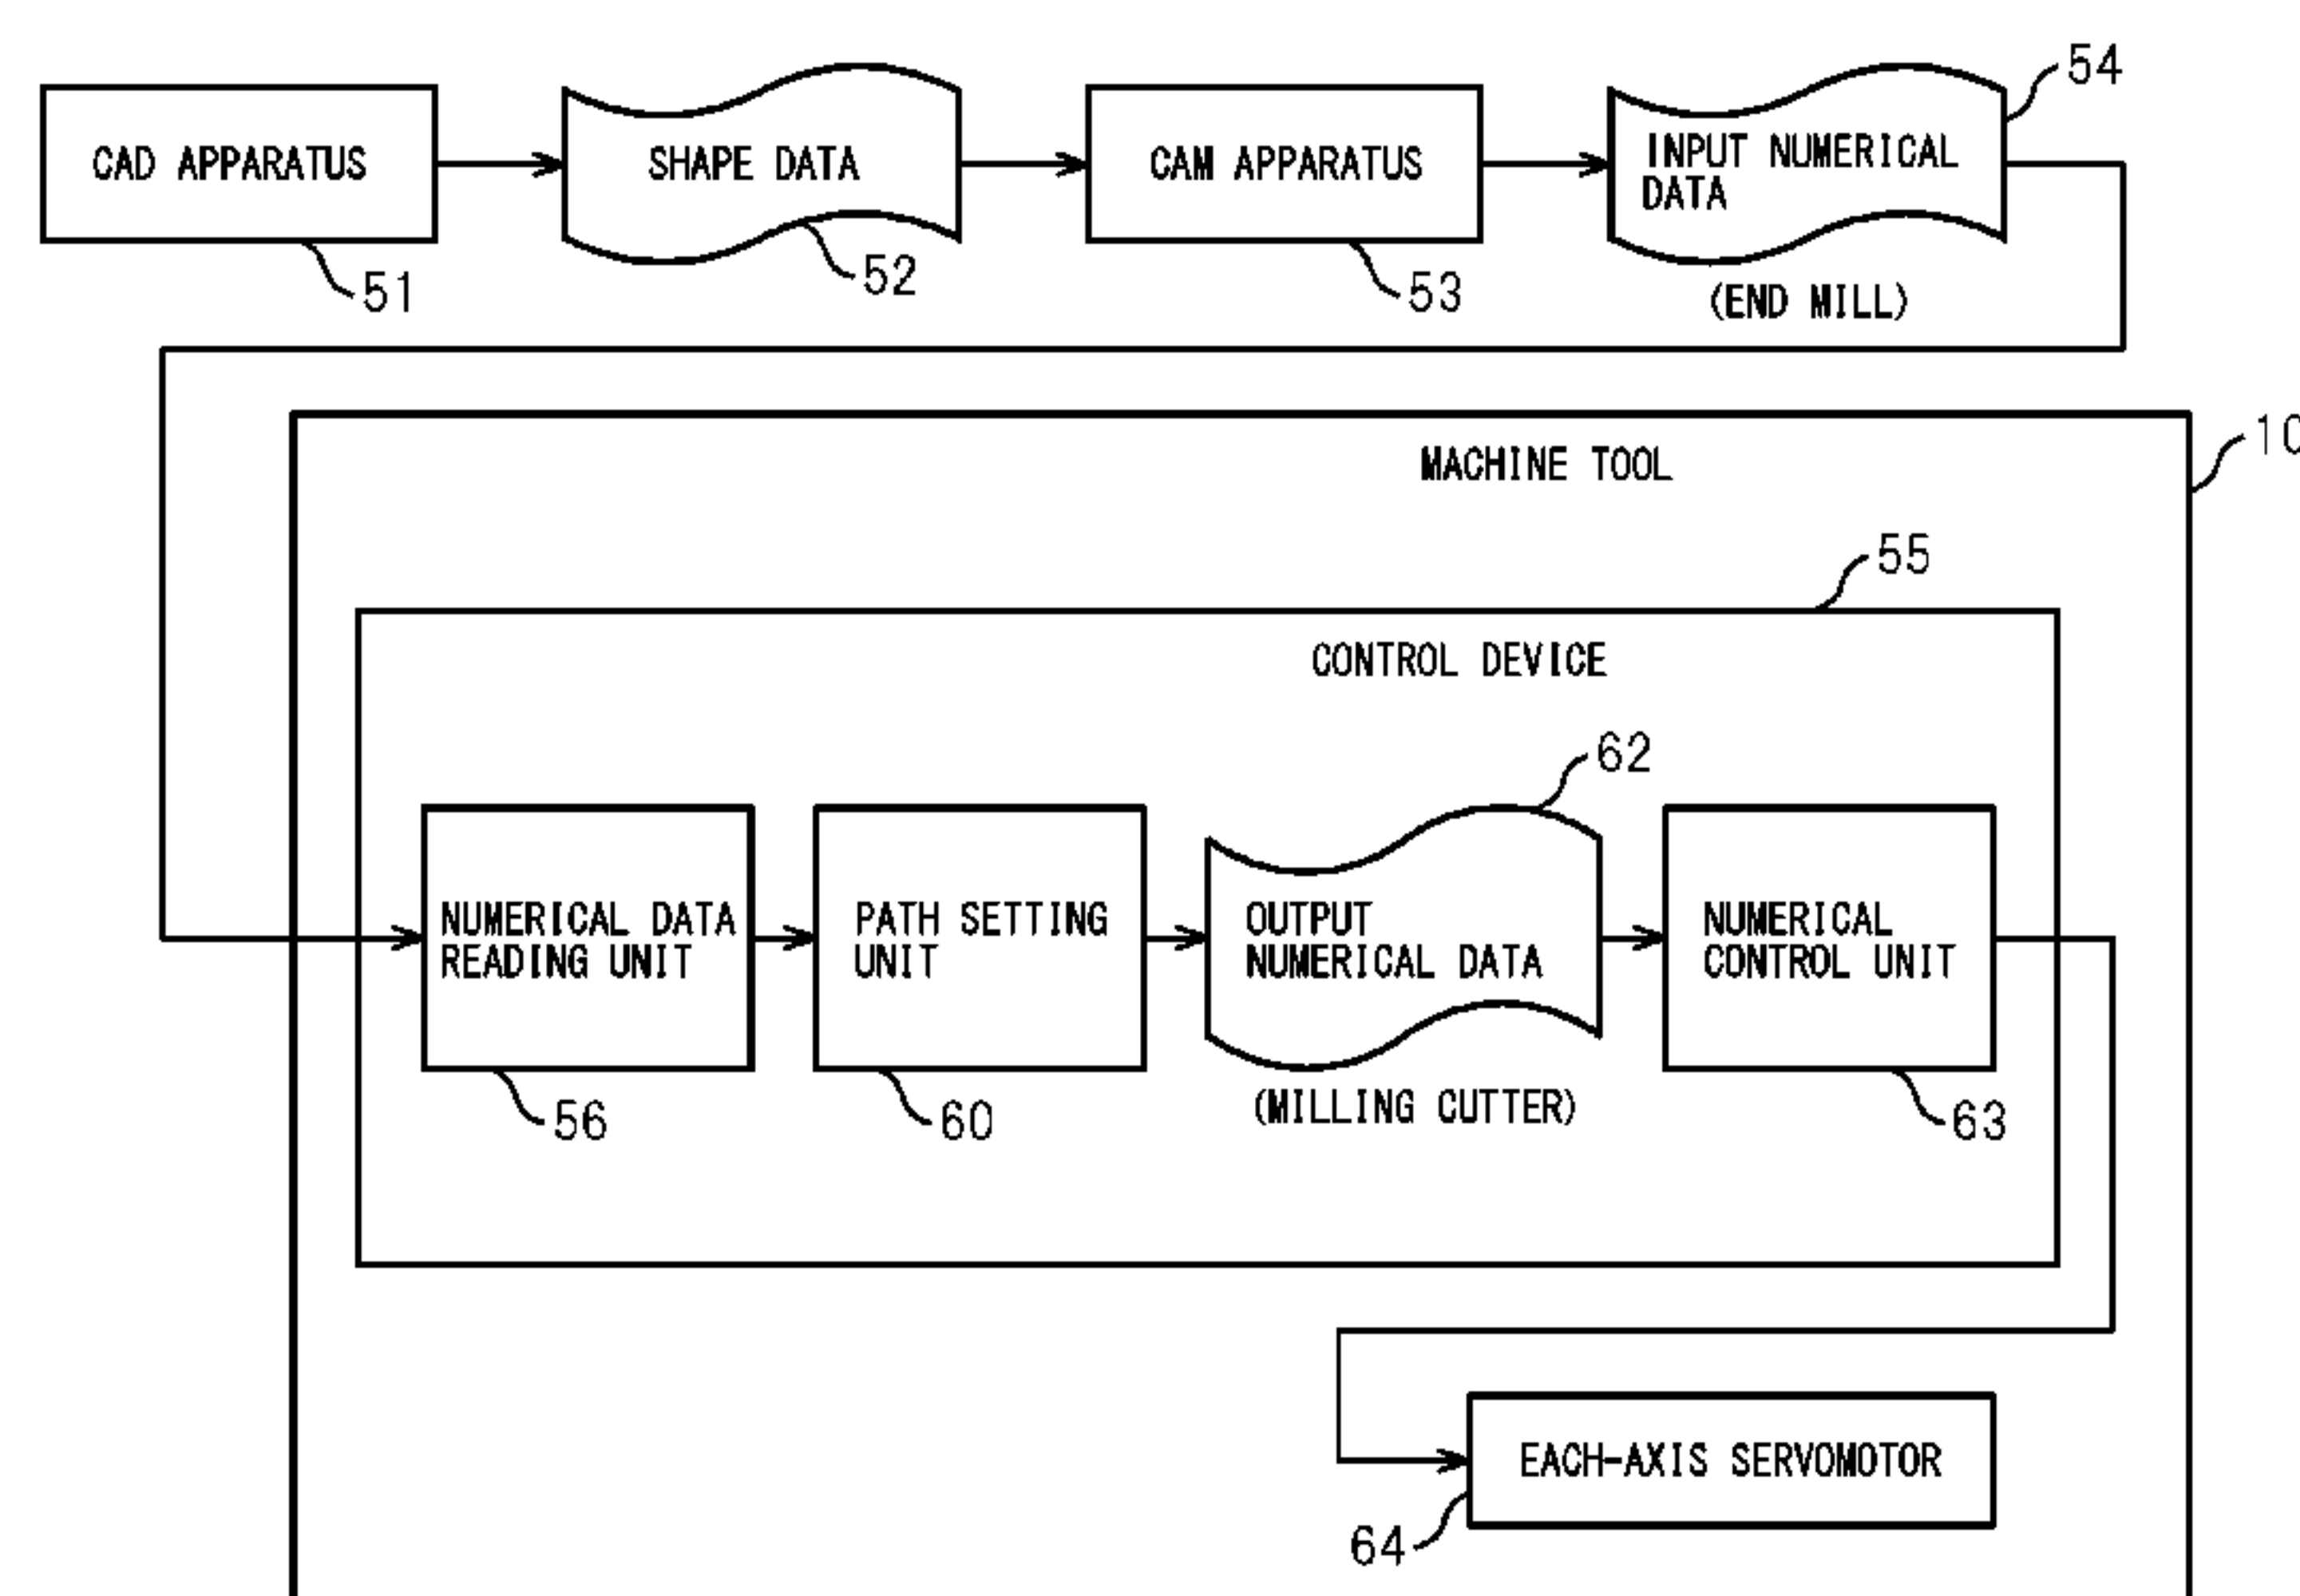 54
CAD APPARATUS
SHAPE DATA
CAM APPARATUS
INPUT NUMERICAL
DATA
51
52
53
(END MILL)
10
MACHINE TOOL
55
CONTROL DEVICE
62
NUMERICAL DATA
READING UNIT
PATH SETTING
UNIT
OUTPUT
NUMERICAL DATA
NUMERICAL
CONTROL UNIT
56
60
(MILLING CUTTER)
63
EACH-AXIS SERVOMOTOR
64